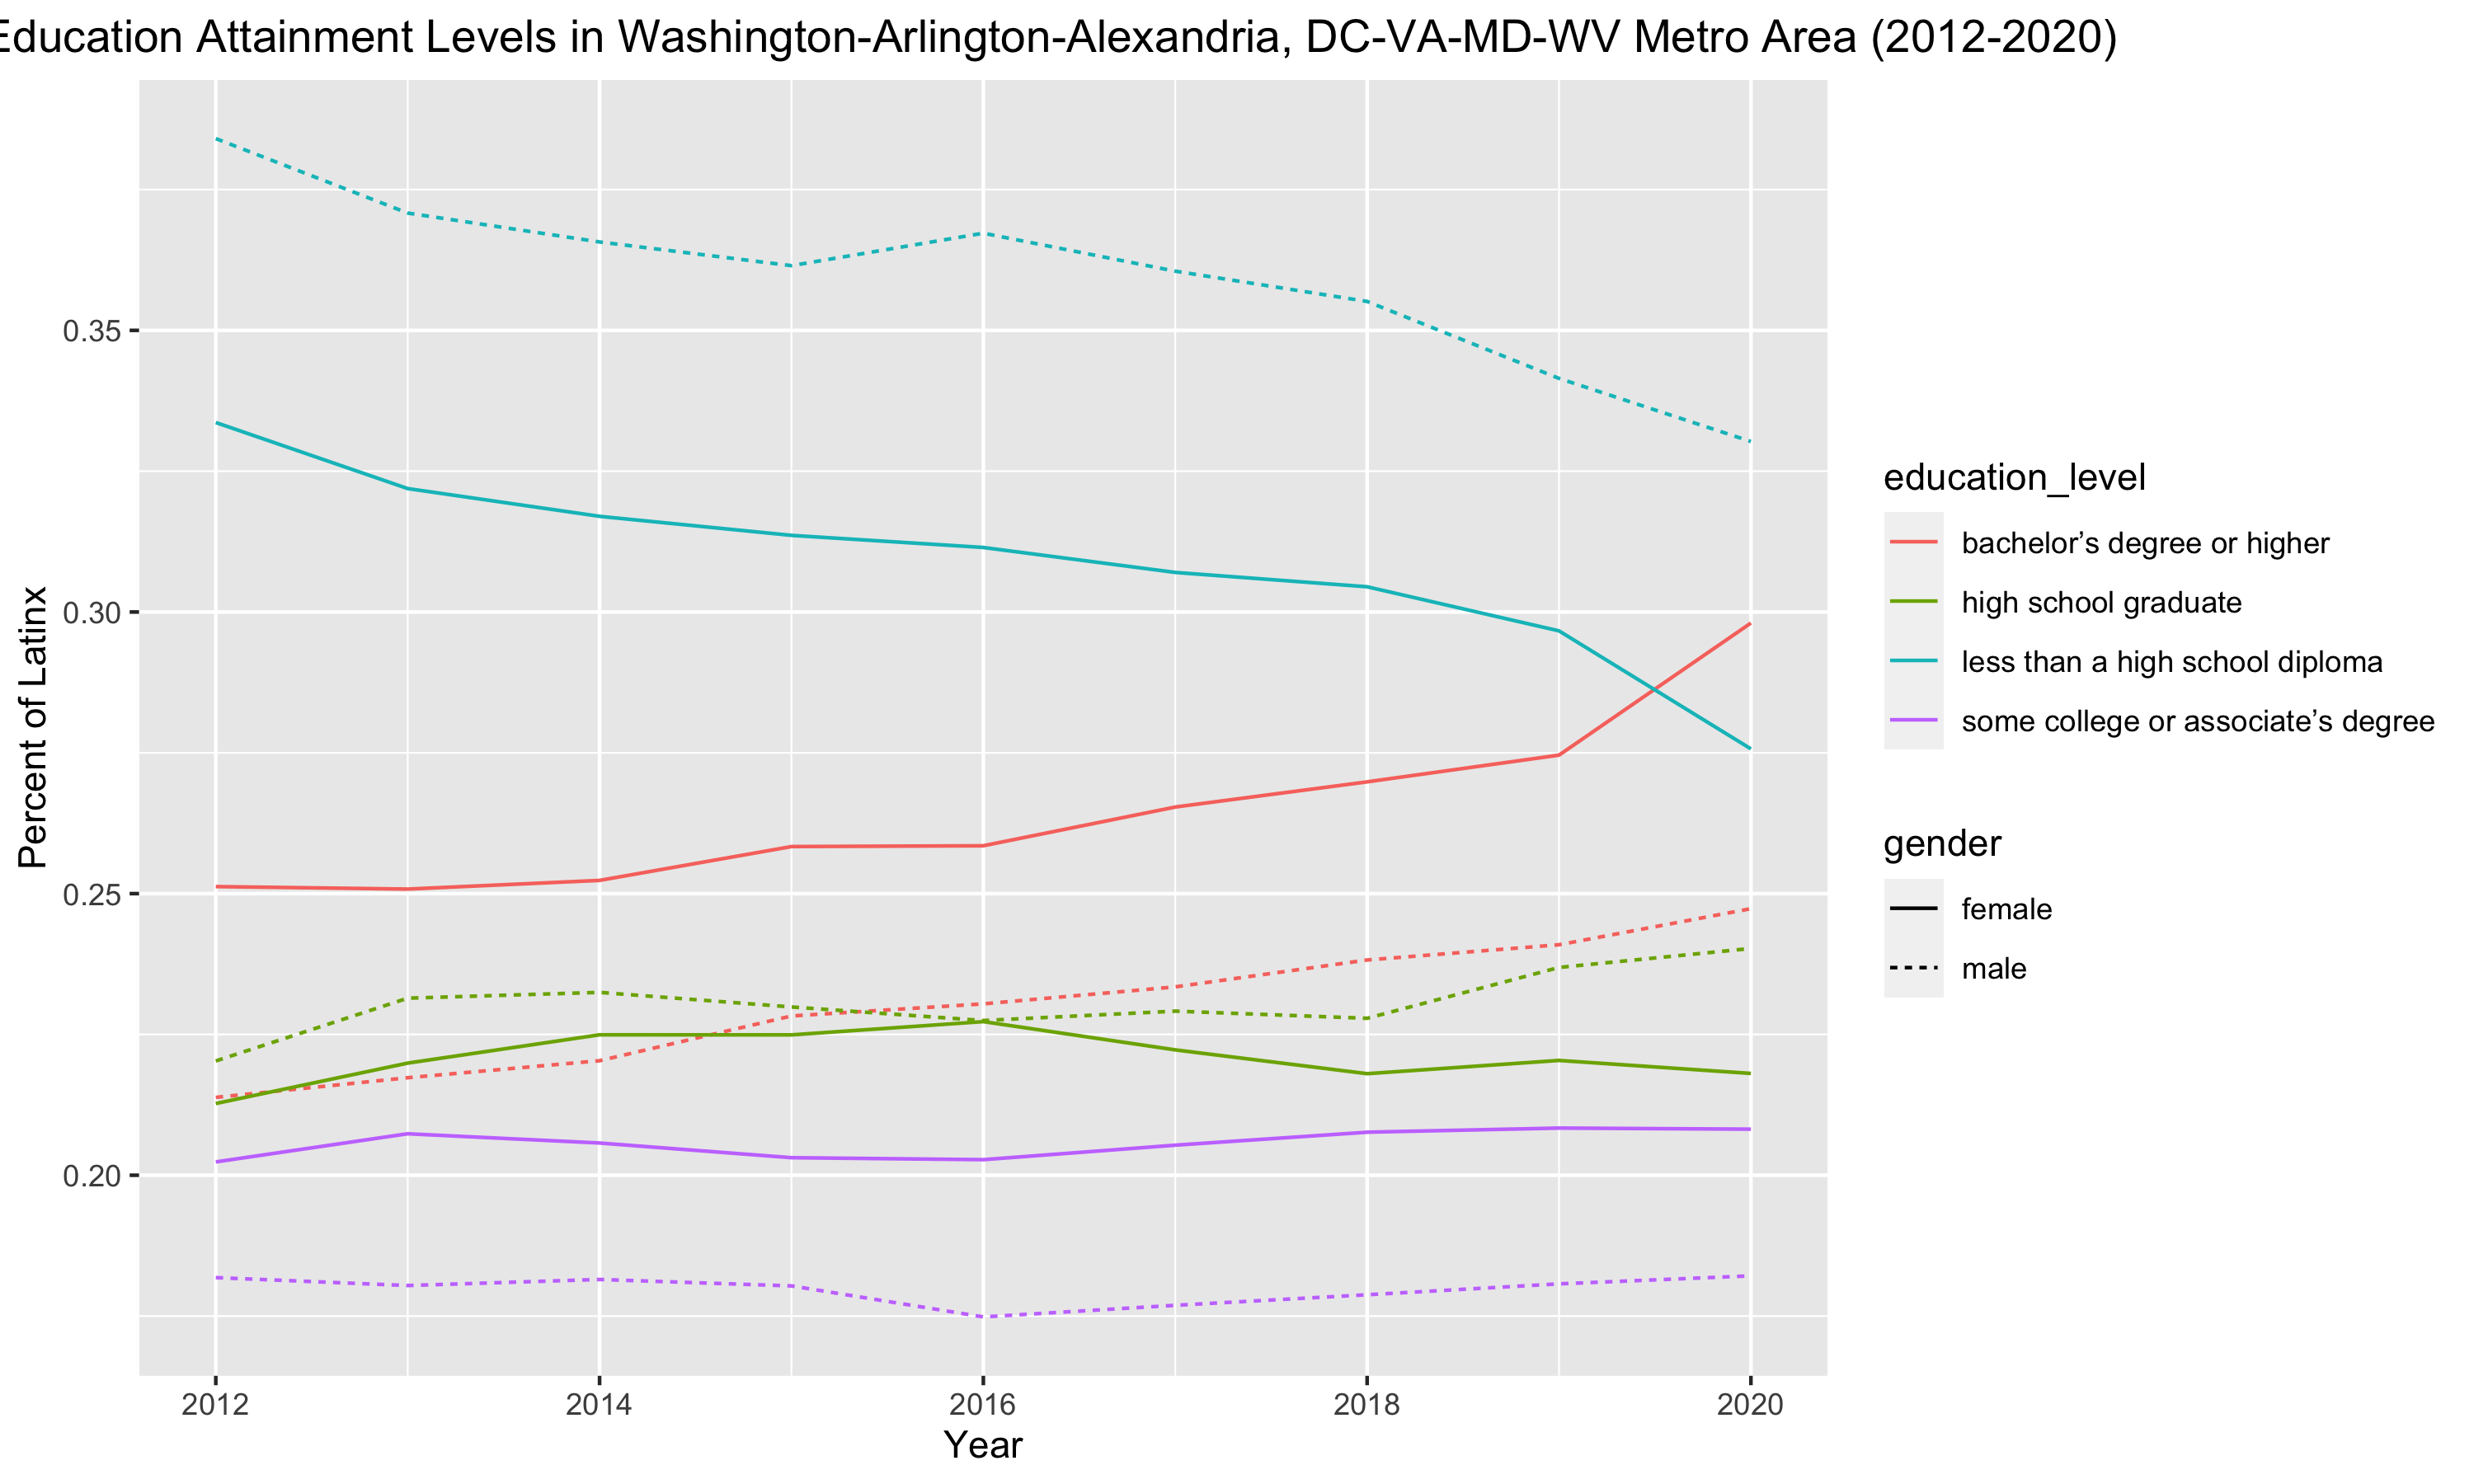 Education Attainment Levels in Washington-Arlington-Alexandria, DC-VA-MD-WV Metro Area (2012-2020)
Percent of Latinx
0.35
0.30
0.25
0.20
2012 2014 2016 2018 2020
Year
education_level
bachelor’s degree or higher
high school graduate
less than a high school diploma
some college or associate’s degree
gender
female
male